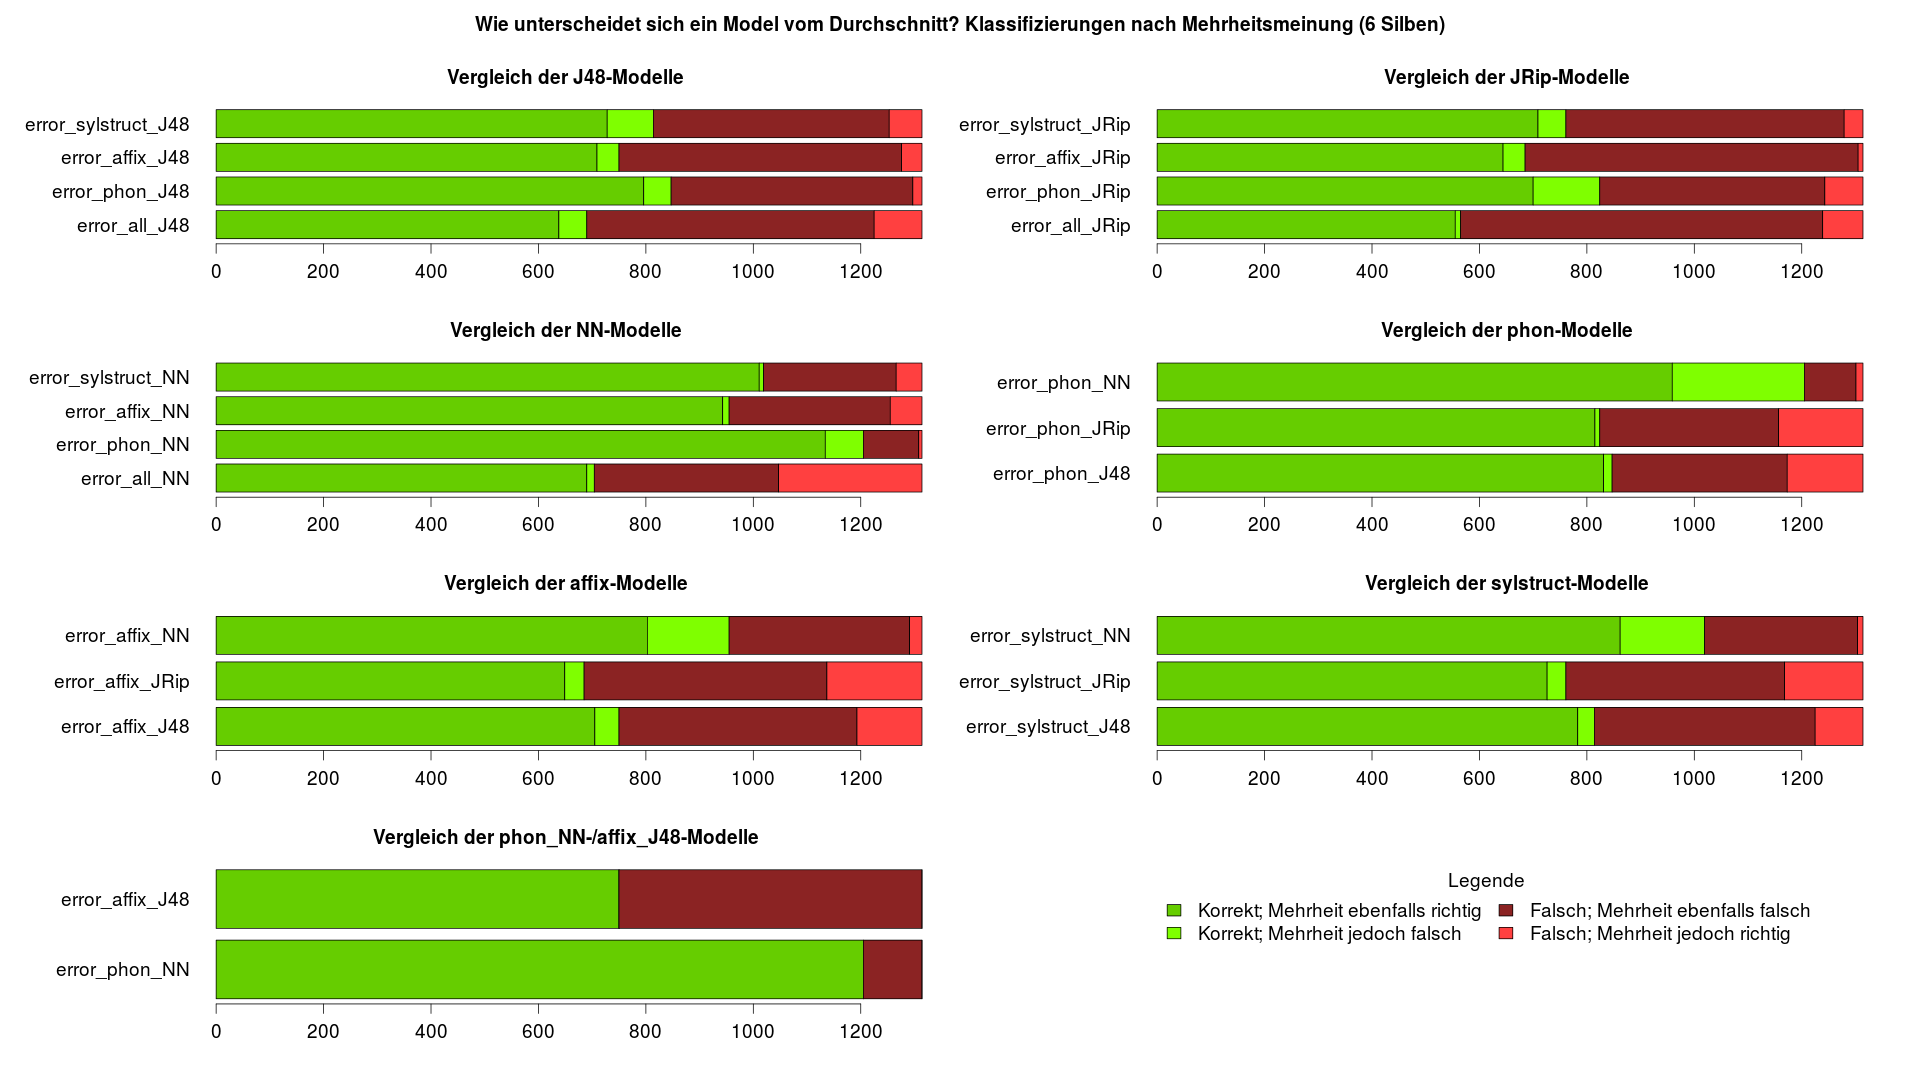 Wie unterscheidet sich ein Model vom Durchschnitt? Klassifizierungen nach Mehrheitsmeinung (6 Silben)
Vergleich der J48-Modelle
error_sylstruct_J48
error_affix_J48
error_phon_J48
error_all_J48
0 200 400 600 800 1000 1200
Vergleich der JRip-Modelle
error_sylstruct_JRip
error_affix_JRip
error_phon_JRip
error_all_JRip
0 200 400 600 800 1000 1200
Vergleich der NN-Modelle
error_sylstruct_NN
error_affix_NN
error_phon_NN
error_all_NN
0 200 400 600 800 1000 1200
Vergleich der phon-Modelle
error_phon_NN
error_phon_JRip
error_phon_J48
0 200 400 600 800 1000 1200
Vergleich der affix-Modelle
error_affix_NN
error_affix_JRip
error_affix_J48
0 200 400 600 800 1000 1200
Vergleich der sylstruct-Modelle
error_sylstruct_NN
error_sylstruct_JRip
error_sylstruct_J48
0 200 400 600 800 1000 1200
Vergleich der phon_NN-/affix_J48-Modelle
error_affix_J48
error_phon_NN
0 200 400 600 800 1000 1200
Legende
Korrekt; Mehrheit ebenfalls richtig Falsch; Mehrheit ebenfalls falsch
Korrekt; Mehrheit jedoch falsch Falsch; Mehrheit jedoch richtig